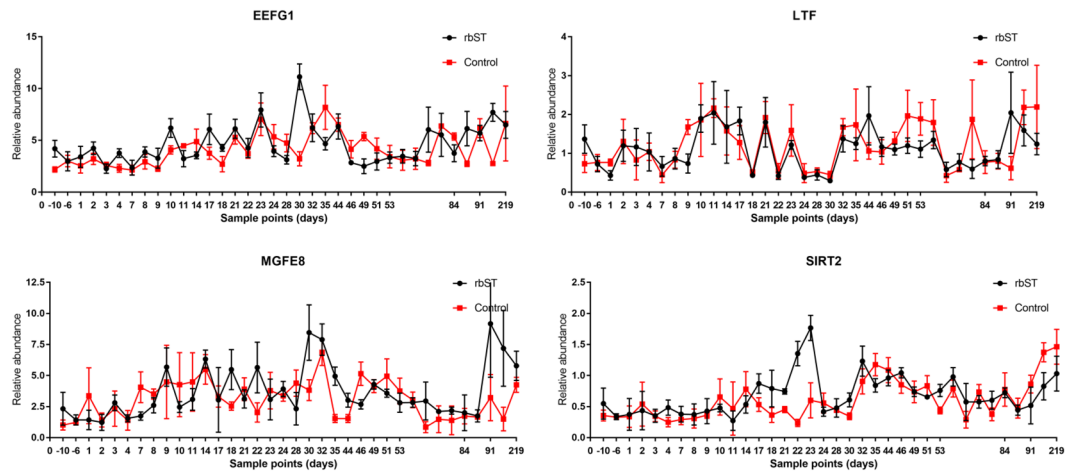 EEFG1
15
10
5
0
Relative abundance
rbST
Control
0 -10 -6 1 2 3 4 7 8 9 10 11 14 16 17 18 21 22 23 24 28 30 32 35 44 46 49 51 53 84 91 219
Sample points (days)
LTF
4
3
2
1
0
Relative abundance
rbST
Control
0 -10 -6 1 2 3 4 7 8 9 10 11 14 17 18 21 22 23 24 28 30 32 35 44 46 49 51 53 84 91 219
Sample points (days)
MGFE8
12.5
10.0
7.5
5.0
2.5
0.0
Relative abundance
rbST
Control
0 -10 -6 1 2 3 4 7 8 9 10 11 14 17 18 21 22 23 24 28 30 32 35 44 46 49 51 53 84 91 219
Sample points (days)
SIRT2
2.5
2.0
1.5
1.0
0.5
0.0
Relative abundance
rbST
Control
0 -10 -6 1 2 3 4 7 8 9 10 11 14 16 17 18 21 22 23 24 28 30 32 35 44 46 49 51 53 84 91 219
Sample points (days)